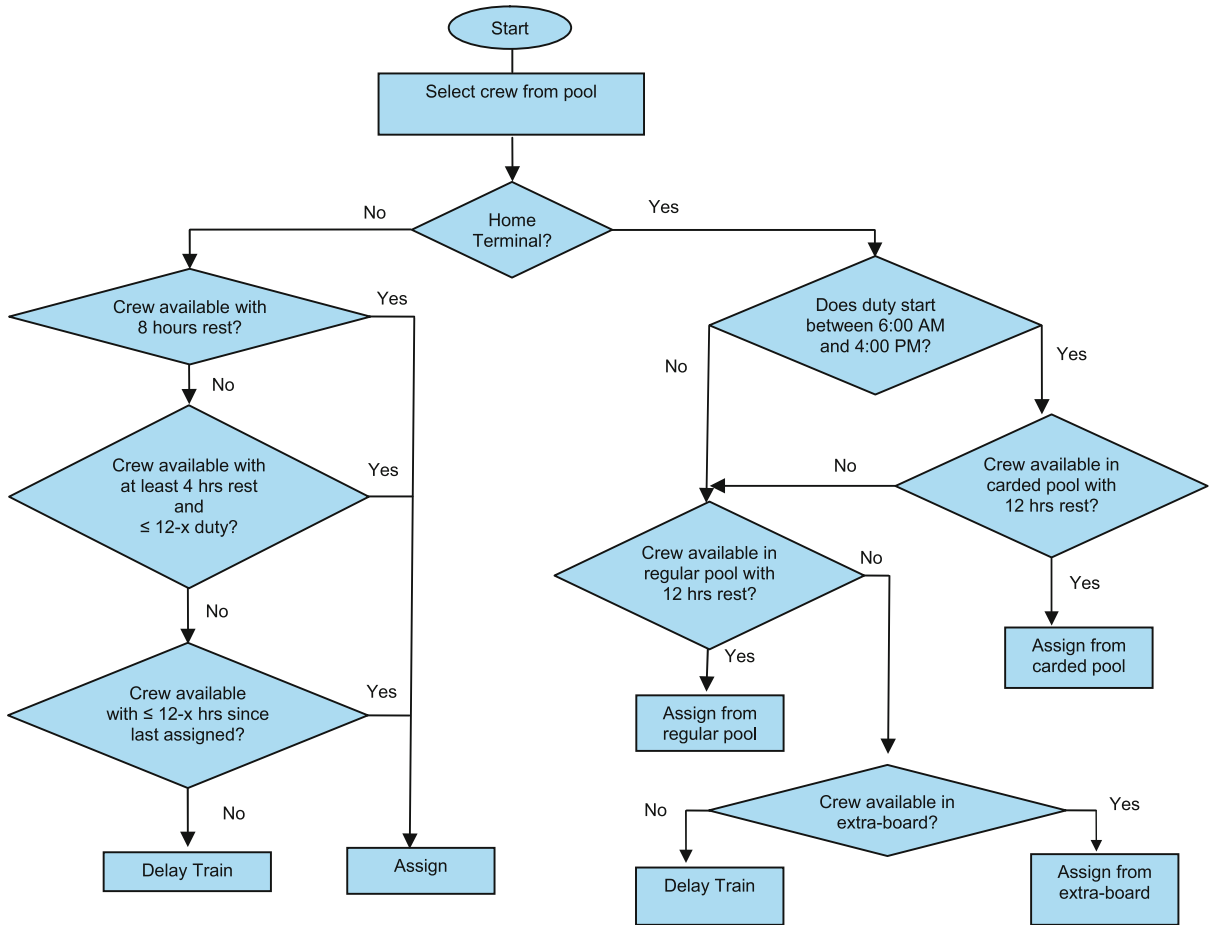 Start
Select crew from pool
Home
Terminal?
No
Yes
Crew available with
8 hours rest?
Yes
No
Crew available with
at least 4 hrs rest
and
≤ 12-x duty?
Yes
No
Crew available
with ≤ 12-x hrs since
last assigned?
Yes
No
Delay Train
Assign
Does duty start
between 6:00 AM
and 4:00 PM?
No
Yes
Crew available in
carded pool with
12 hrs rest?
No
Yes
Assign from
carded pool
Crew available in
regular pool with
12 hrs rest?
No
Yes
Assign from
regular pool
Crew available in
extra-board?
No
Yes
Delay Train
Assign from
extra-board